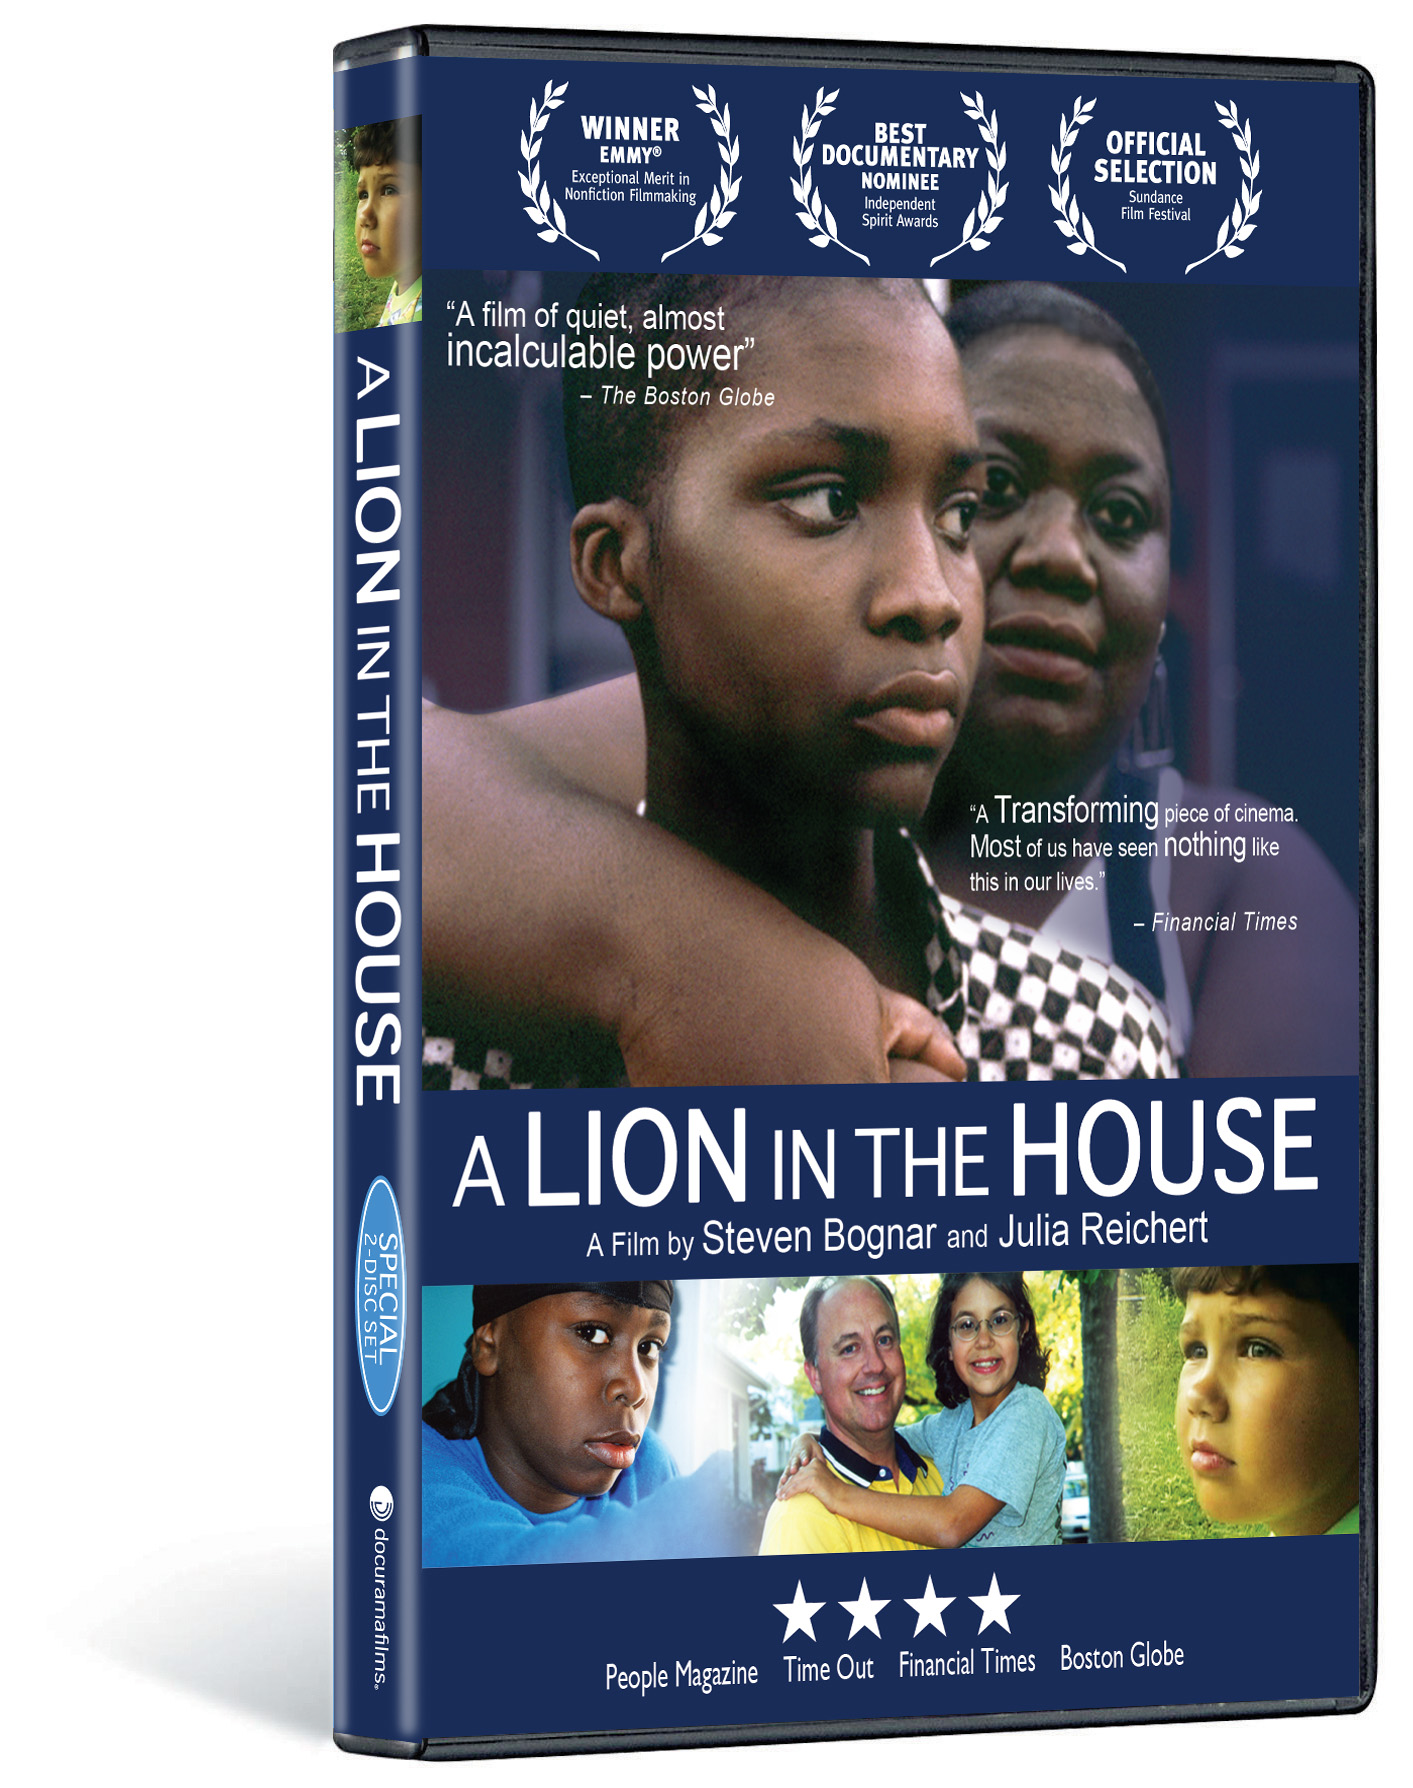 WINNER
EMMY®
Exceptional Merit in
Nonfiction Filmmaking
BEST
DOCUMENTARY
NOMINEE
Independent
Spirit Awards
OFFICIAL
SELECTION
Sundance
Film Festival
“A film of quiet, almost
incalculable power”
– The Boston Globe
“A Transforming piece of cinema.
Most of us have seen nothing like
this in our lives.”
– Financial Times
A LION IN THE HOUSE
A Film by Steven Bognar and Julia Reichert
People Magazine Time Out Financial Times Boston Globe
A LION IN THE HOUSE
SPECIAL
2-DISC SET
docuramafilms®